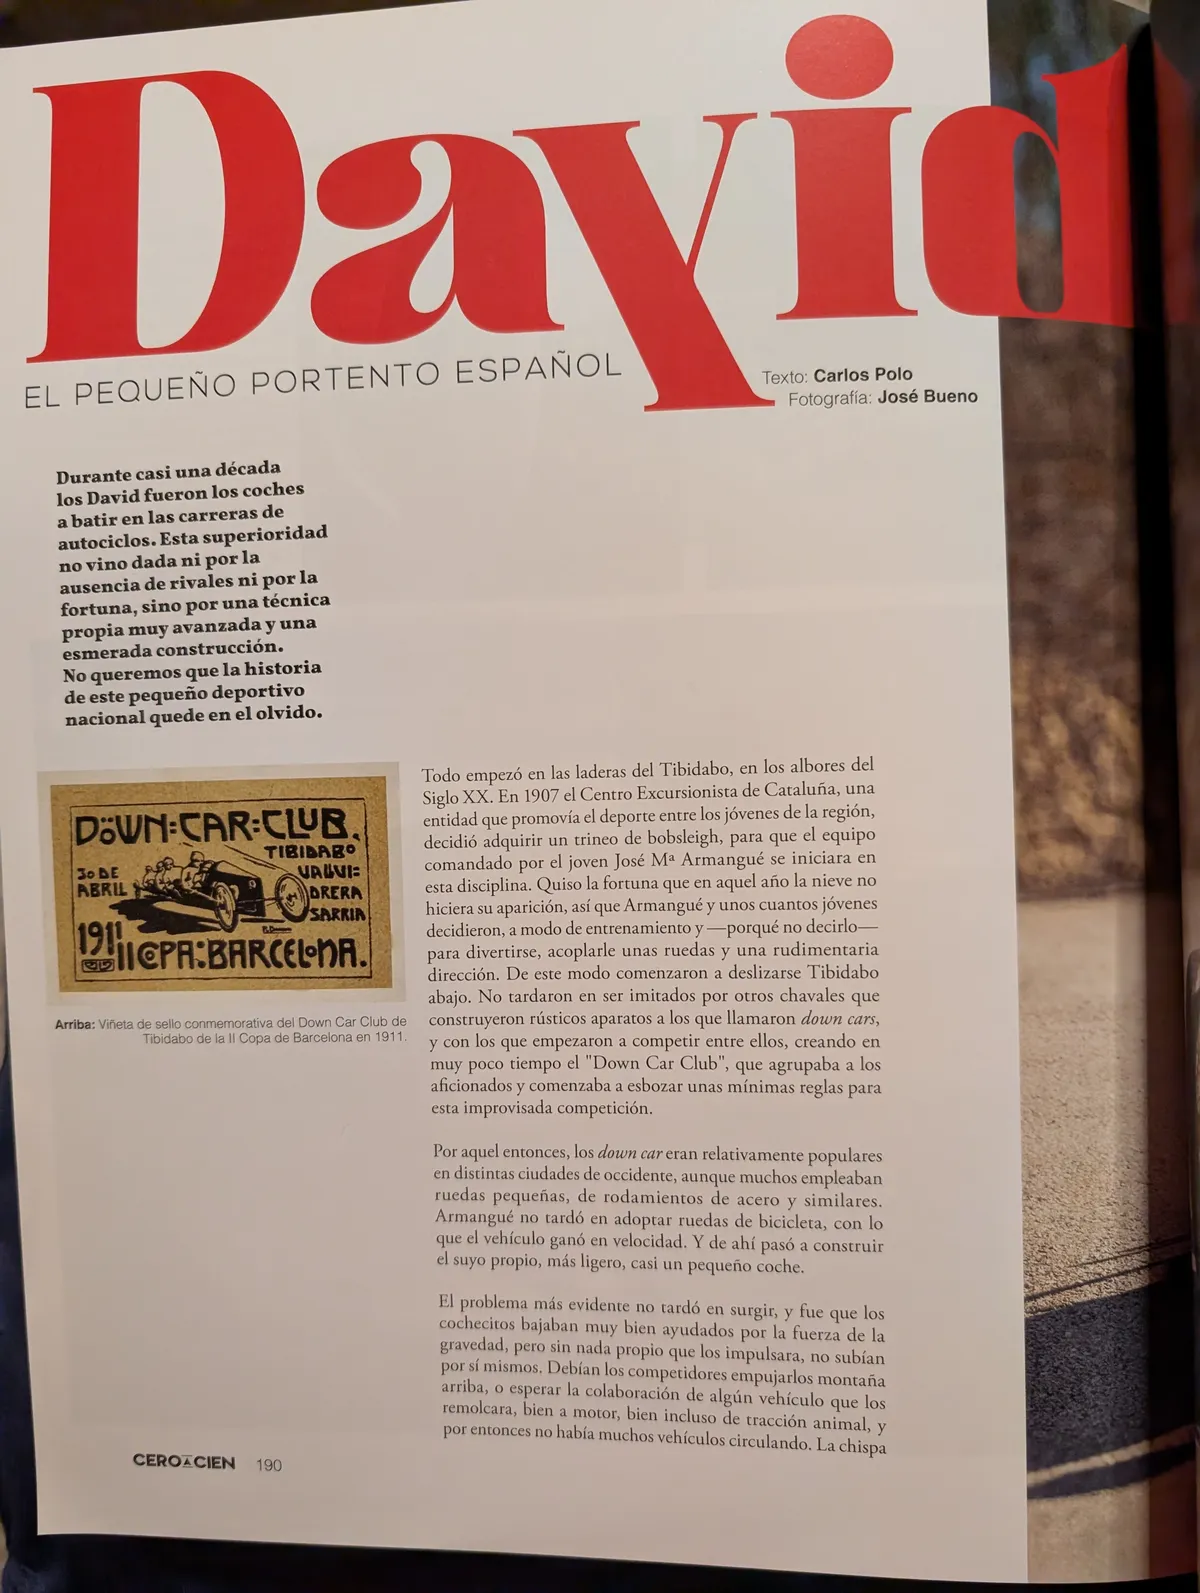 David
EL PEQUEÑO PORTENTO ESPAÑOL
Texto: Carlos Polo
Fotografía: José Bueno
Durante casi una década
los David fueron los coches
a batir en las carreras de
autociclos. Esta superioridad
no vino dada ni por la
ausencia de rivales ni por la
fortuna, sino por una técnica
propia muy avanzada y una
esmerada construcción.
No queremos que la historia
de este pequeño deportivo
nacional quede en el olvido.
DöWN=CAR=CLUB.
TIBIDABO
30 DE
ABRIL
VALLVI=
DRERA
SARRIA
1911
II COPA:BARCELONA.
Arriba: Viñeta de sello conmemorativa del Down Car Club de
Tibidabo de la II Copa de Barcelona en 1911.
Todo empezó en las laderas del Tibidabo, en los albores del
Siglo XX. En 1907 el Centro Excursionista de Cataluña, una
entidad que promovía el deporte entre los jóvenes de la región,
decidió adquirir un trineo de bobsleigh, para que el equipo
comandado por el joven José Mª Armangué se iniciara en
esta disciplina. Quiso la fortuna que en aquel año la nieve no
hiciera su aparición, así que Armangué y unos cuantos jóvenes
decidieron, a modo de entrenamiento y —porqué no decirlo—
para divertirse, acoplarle unas ruedas y una rudimentaria
dirección. De este modo comenzaron a deslizarse Tibidabo
abajo. No tardaron en ser imitados por otros chavales que
construyeron rústicos aparatos a los que llamaron down cars,
y con los que empezaron a competir entre ellos, creando en
muy poco tiempo el "Down Car Club", que agrupaba a los
aficionados y comenzaba a esbozar unas mínimas reglas para
esta improvisada competición.
Por aquel entonces, los down car eran relativamente populares
en distintas ciudades de occidente, aunque muchos empleaban
ruedas pequeñas, de rodamientos de acero y similares.
Armangué no tardó en adoptar ruedas de bicicleta, con lo
que el vehículo ganó en velocidad. Y de ahí pasó a construir
el suyo propio, más ligero, casi un pequeño coche.
El problema más evidente no tardó en surgir, y fue que los
cochecitos bajaban muy bien ayudados por la fuerza de la
gravedad, pero sin nada propio que los impulsara, no subían
por sí mismos. Debían los competidores empujarlos montaña
arriba, o esperar la colaboración de algún vehículo que los
remolcara, bien a motor, bien incluso de tracción animal, y
por entonces no había muchos vehículos circulando. La chispa
CEROACIEN 190